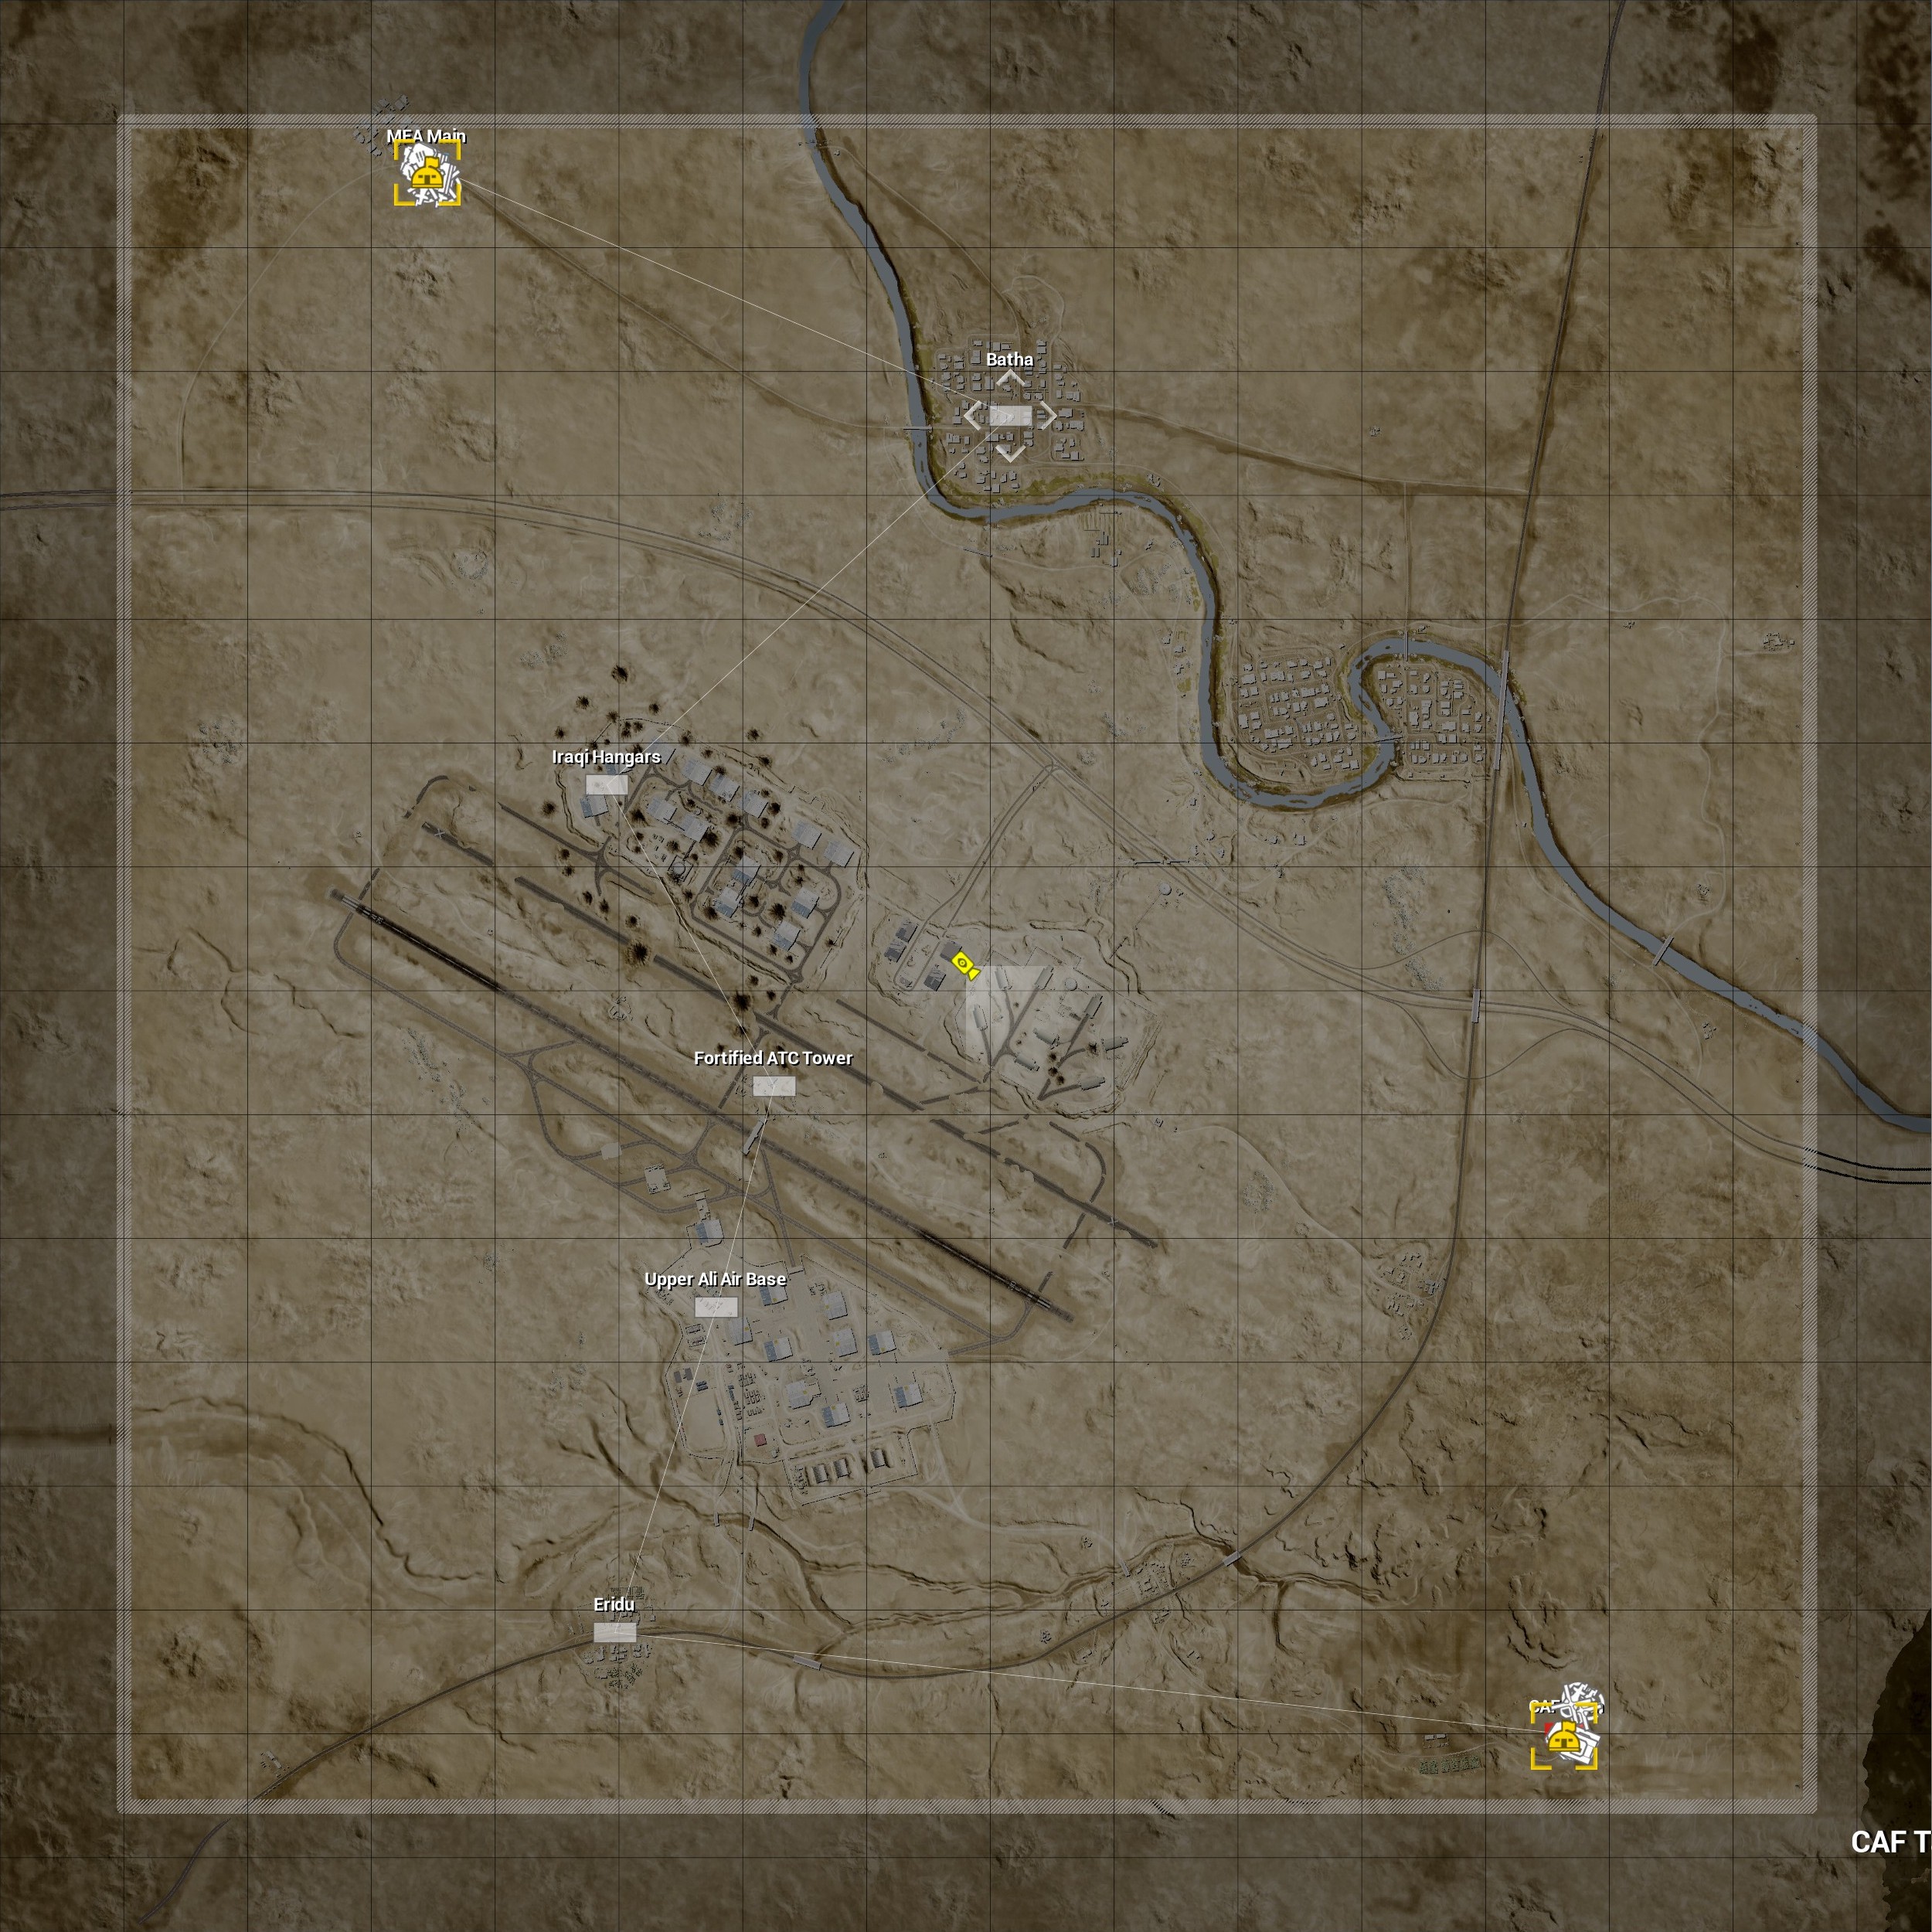 MEA Main
Batha
Iraqi Hangars
Fortified ATC Tower
Upper Ali Air Base
Eridu
CAF T